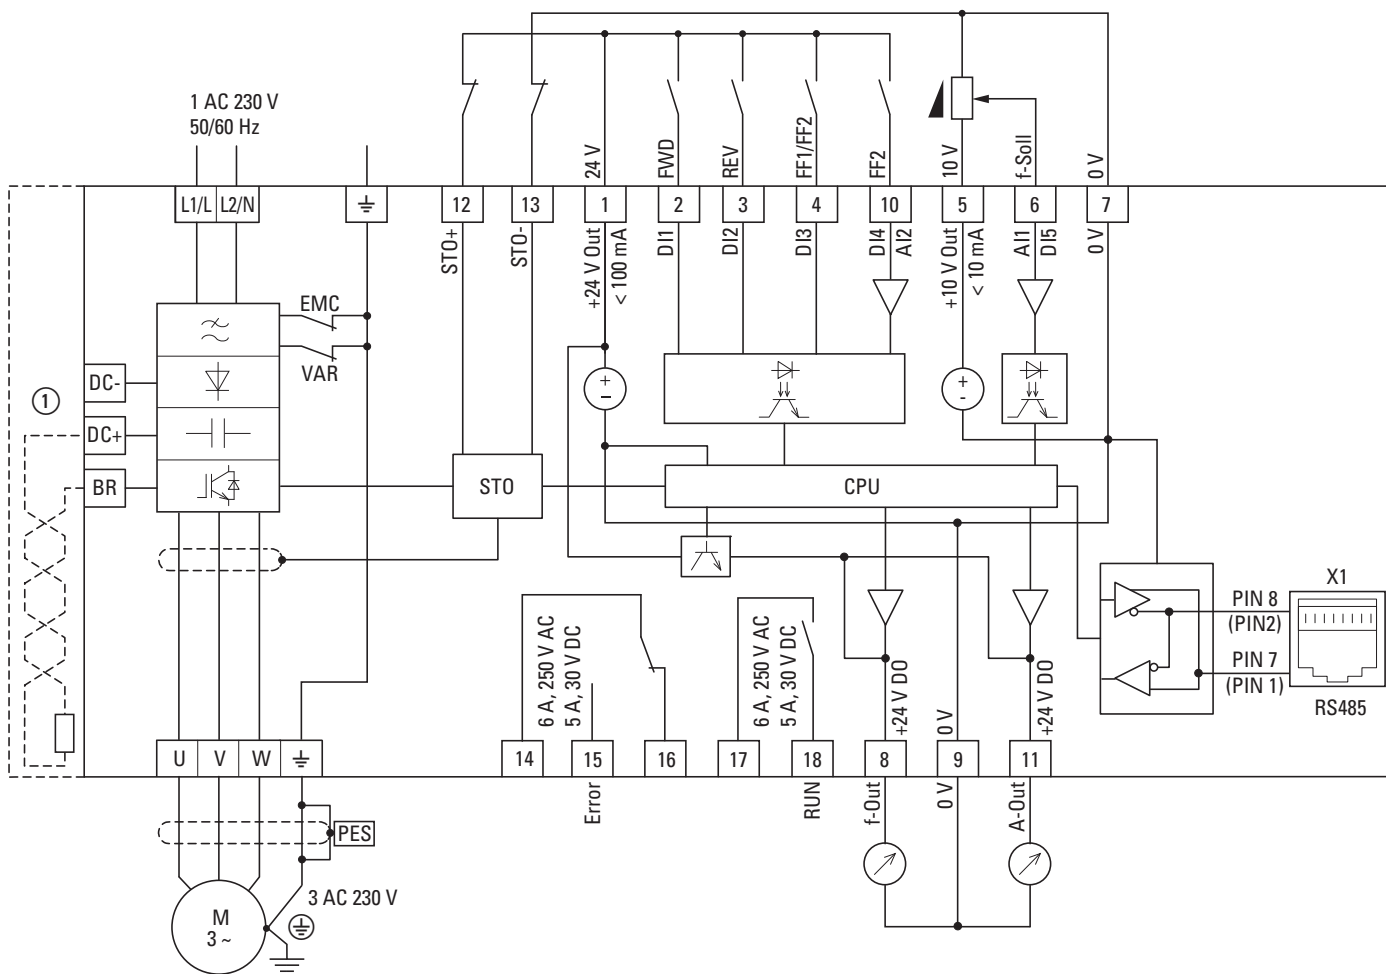 1 AC 230 V
50/60 Hz
24 V
FWD
REV
FF1/FF2
FF2
10 V
f-Soll
0 V
L1/L
L2/N
12
13
1
2
3
4
10
5
6
7
STO+
STO-
+24 V Out
< 100 mA
DI1
DI2
DI3
DI4
AI2
+10 V Out
< 10 mA
AI1
DI5
0 V
EMC
VAR
DC-
1
DC+
BR
+
–
+
-
STO
CPU
X1
PIN 8
(PIN2)
PIN 7
(PIN 1)
RS485
6 A, 250 V AC
5 A, 30 V DC
6 A, 250 V AC
5 A, 30 V DC
+24 V DO
0 V
+24 V DO
U
V
W
14
15
16
17
18
8
9
11
Error
RUN
f-Out
0 V
A-Out
PES
3 AC 230 V
M
3 ~